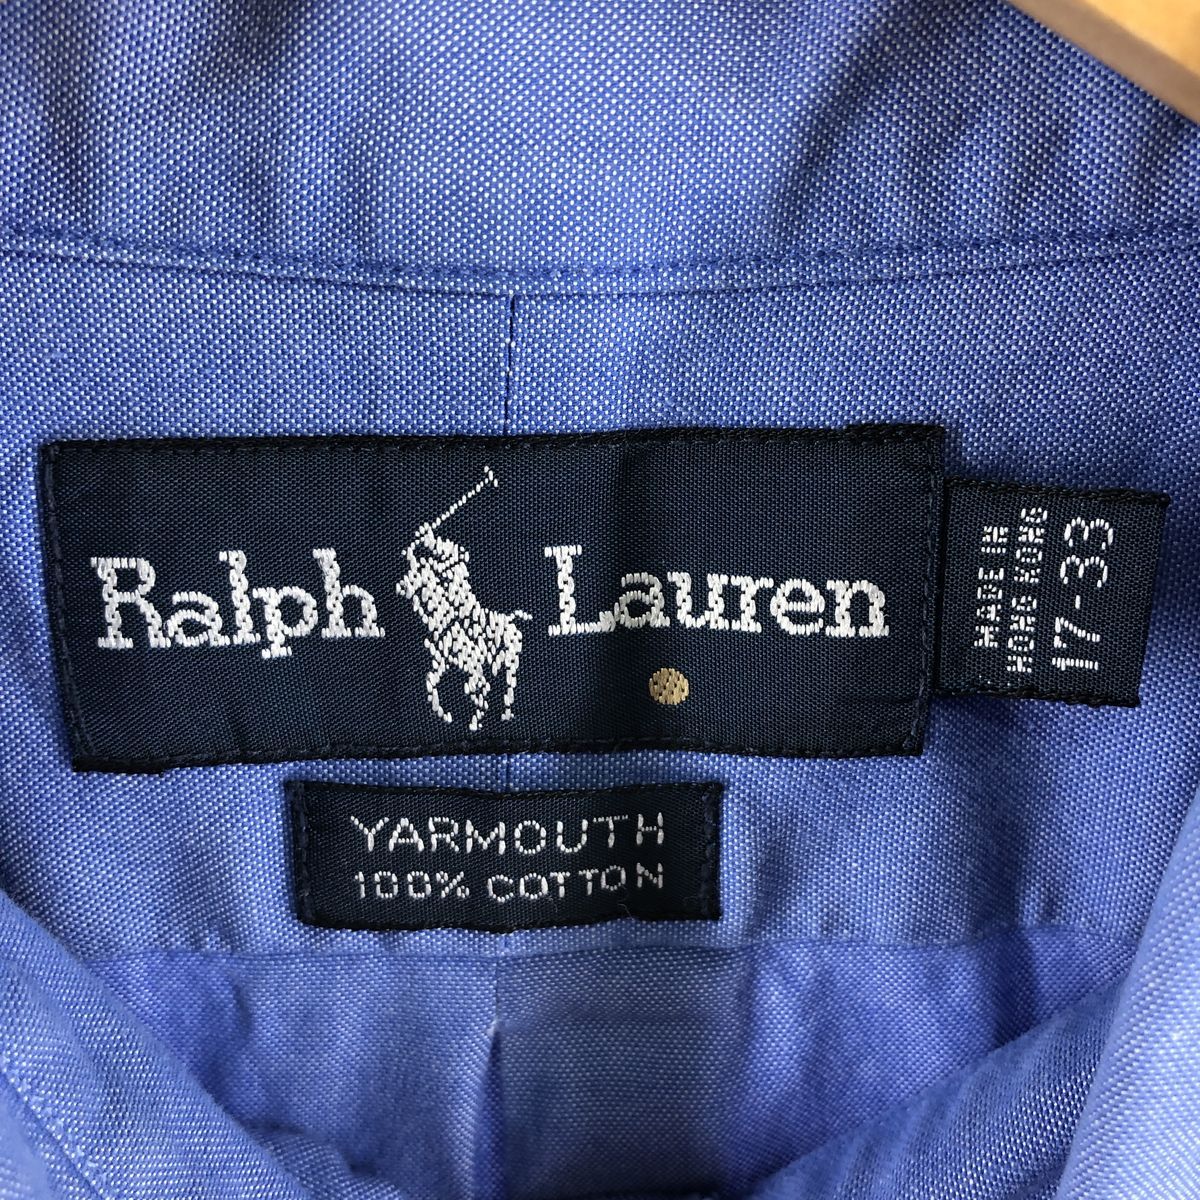 Ralph Lauren
MADE IN
HONG KONG
17-33
YARMOUTH
100% COTTON